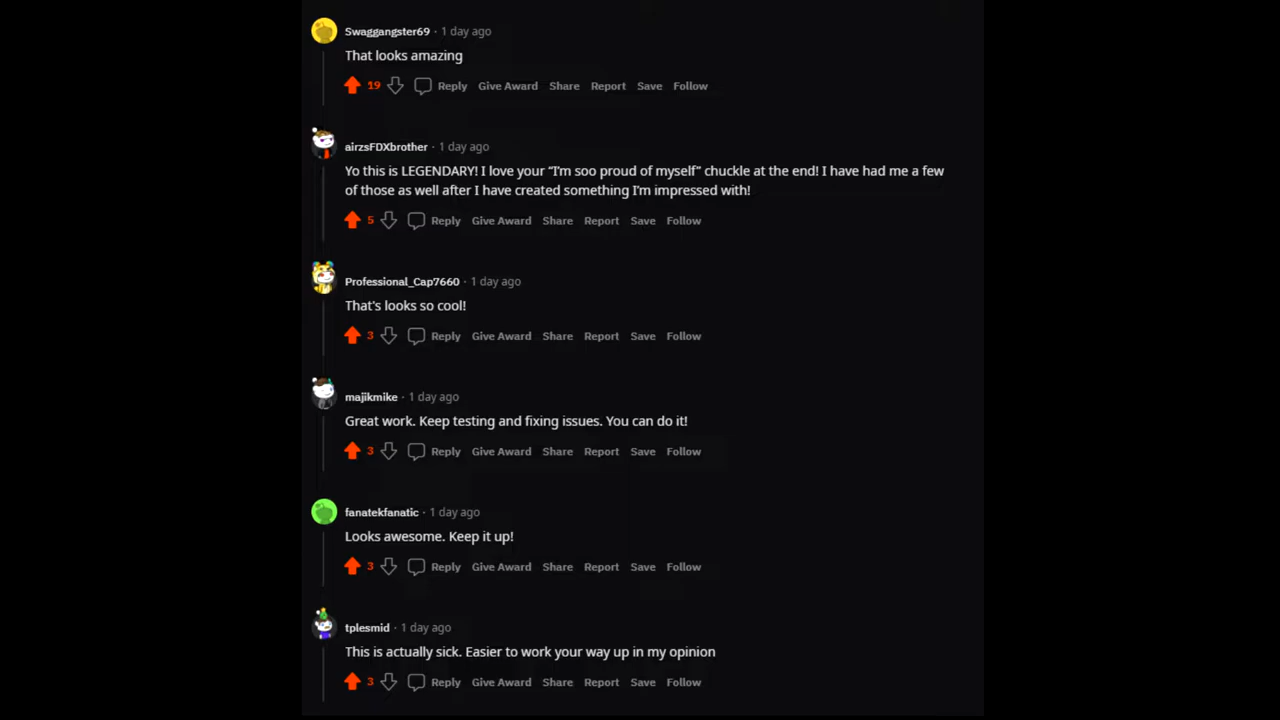 Swaggangster69 · 1 day ago
That looks amazing
19 Reply Give Award Share Report Save Follow
airzsFDXbrother · 1 day ago
Yo this is LEGENDARY! I love your “I’m soo proud of myself” chuckle at the end! I have had me a few
of those as well after I have created something I’m impressed with!
5 Reply Give Award Share Report Save Follow
Professional_Cap7660 · 1 day ago
That's looks so cool!
3 Reply Give Award Share Report Save Follow
majikmike · 1 day ago
Great work. Keep testing and fixing issues. You can do it!
3 Reply Give Award Share Report Save Follow
fanatekfanatic · 1 day ago
Looks awesome. Keep it up!
3 Reply Give Award Share Report Save Follow
tplesmid · 1 day ago
This is actually sick. Easier to work your way up in my opinion
3 Reply Give Award Share Report Save Follow